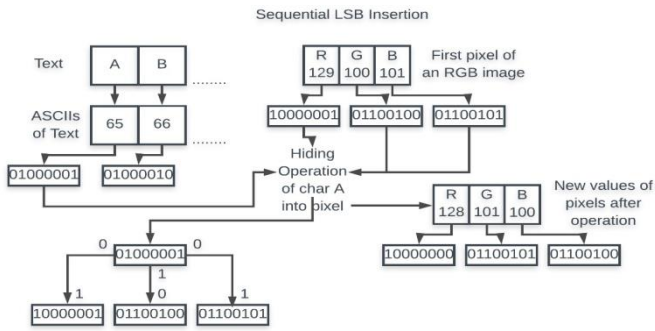 Sequential LSB Insertion
Text
A B
........
R G B
129 100 101
First pixel of
an RGB image
ASCIIs
of Text
65 66
........
10000001 01100100 01100101
01000001 01000010
Hiding
Operation
of char A
into pixel
R G B
128 101 100
New values of
pixels after
operation
10000000 01100101 01100100
0 01000001 0
1
1 0 1
10000001 01100100 01100101